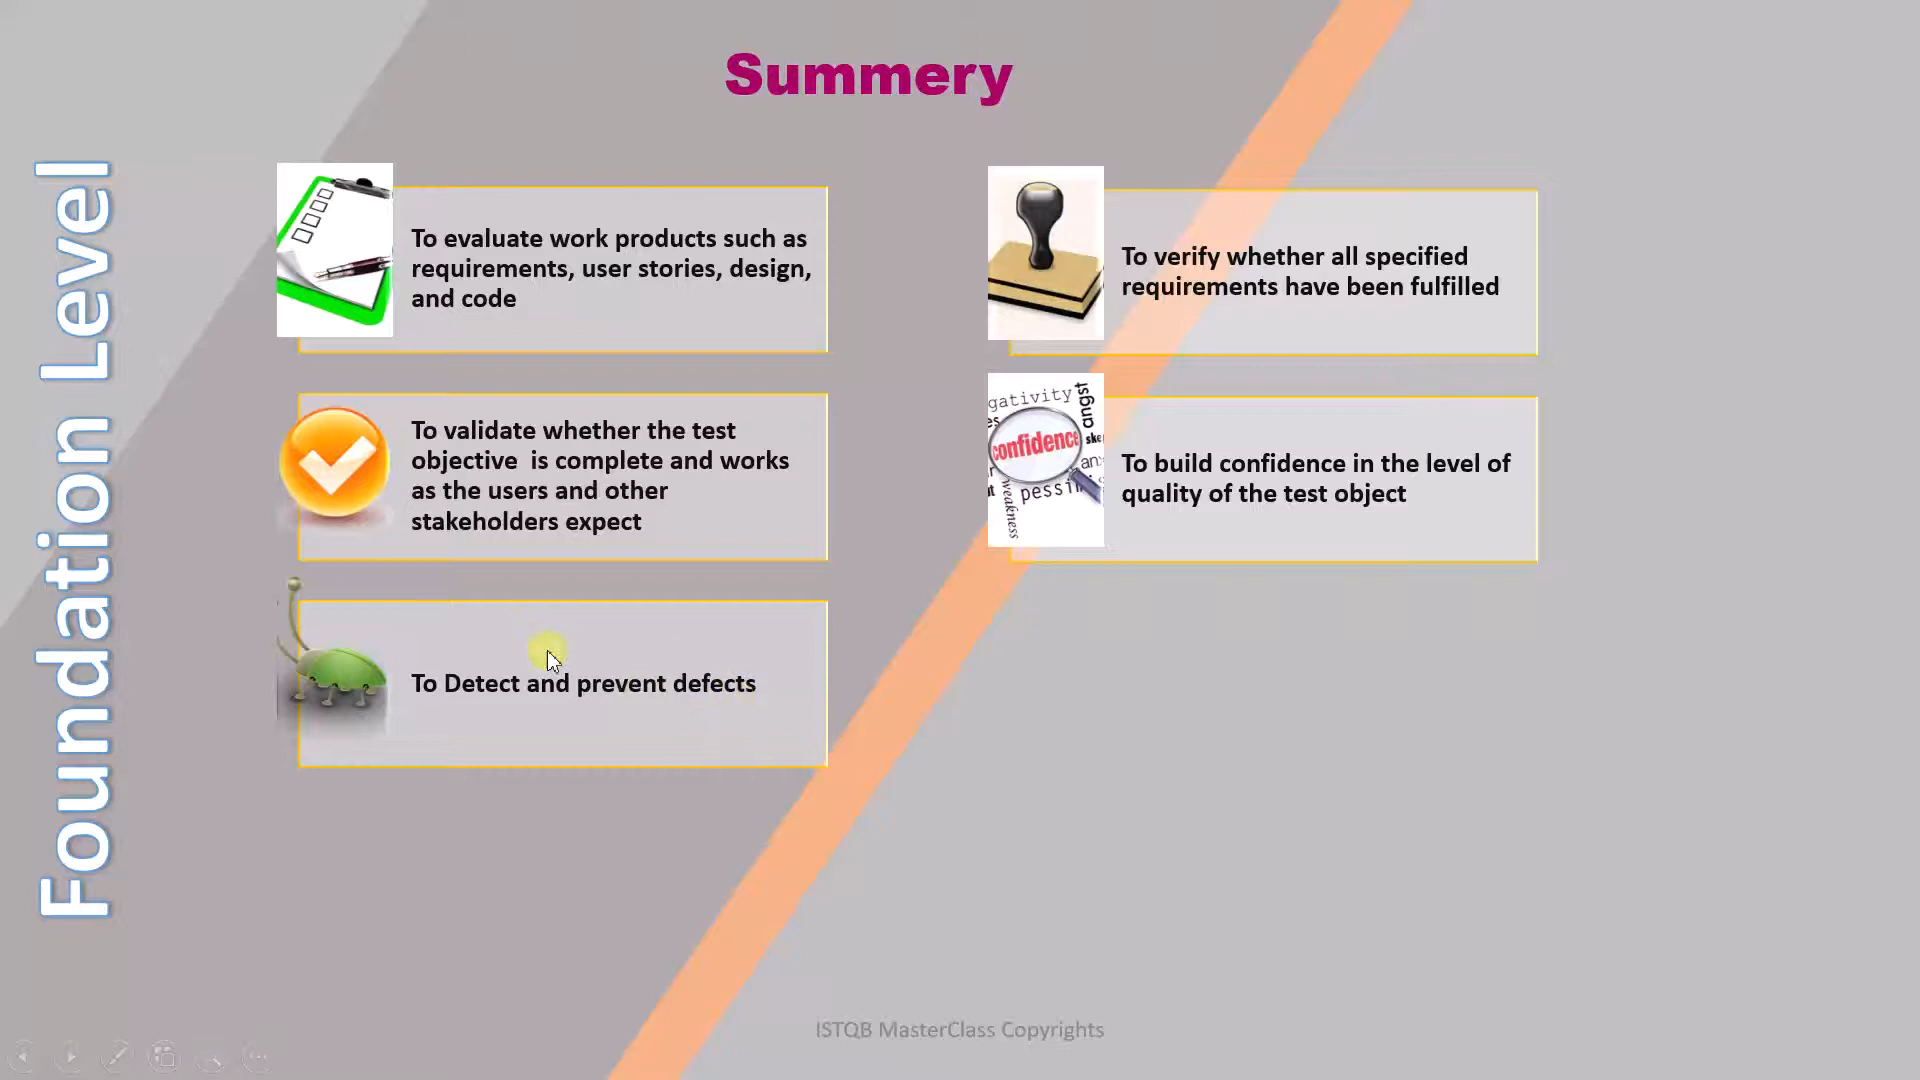 Summery
Foundation Level
To evaluate work products such as
requirements, user stories, design,
and code
To verify whether all specified
requirements have been fulfilled
To validate whether the test
objective  is complete and works
as the users and other
stakeholders expect
gativity
angst
confidence
weakness
To build confidence in the level of
quality of the test object
To Detect and prevent defects
ISTQB MasterClass Copyrights